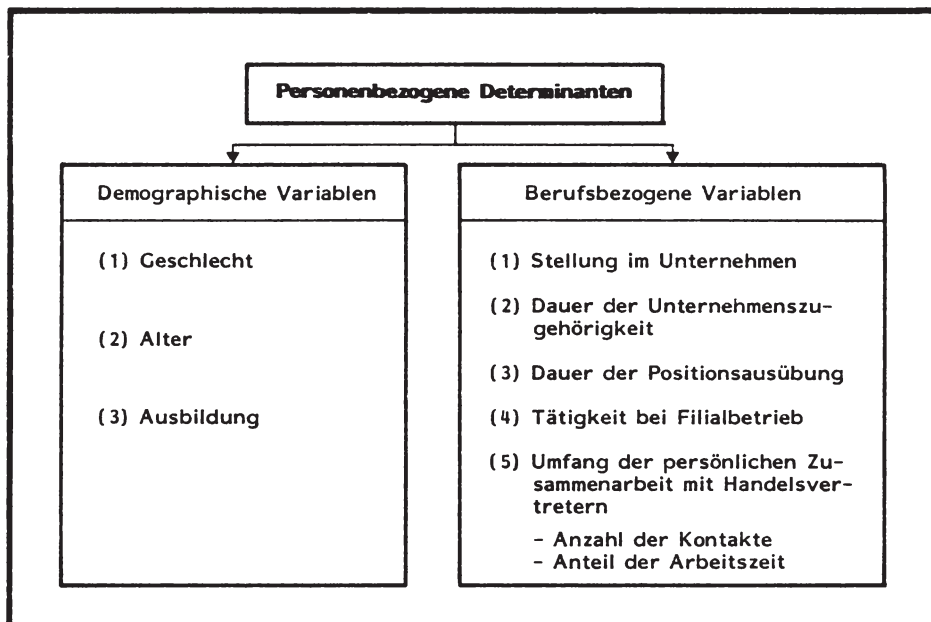 Personenbezogene Determinanten
Demographische Variablen
(1) Geschlecht
(2) Alter
(3) Ausbildung
Berufsbezogene Variablen
(1) Stellung im Unternehmen
(2) Dauer der Unternehmenszu-
gehörigkeit
(3) Dauer der Positionsausübung
(4) Tätigkeit bei Filialbetrieb
(5) Umfang der persönlichen Zu-
sammenarbeit mit Handelsver-
tretern
- Anzahl der Kontakte
- Anteil der Arbeitszeit